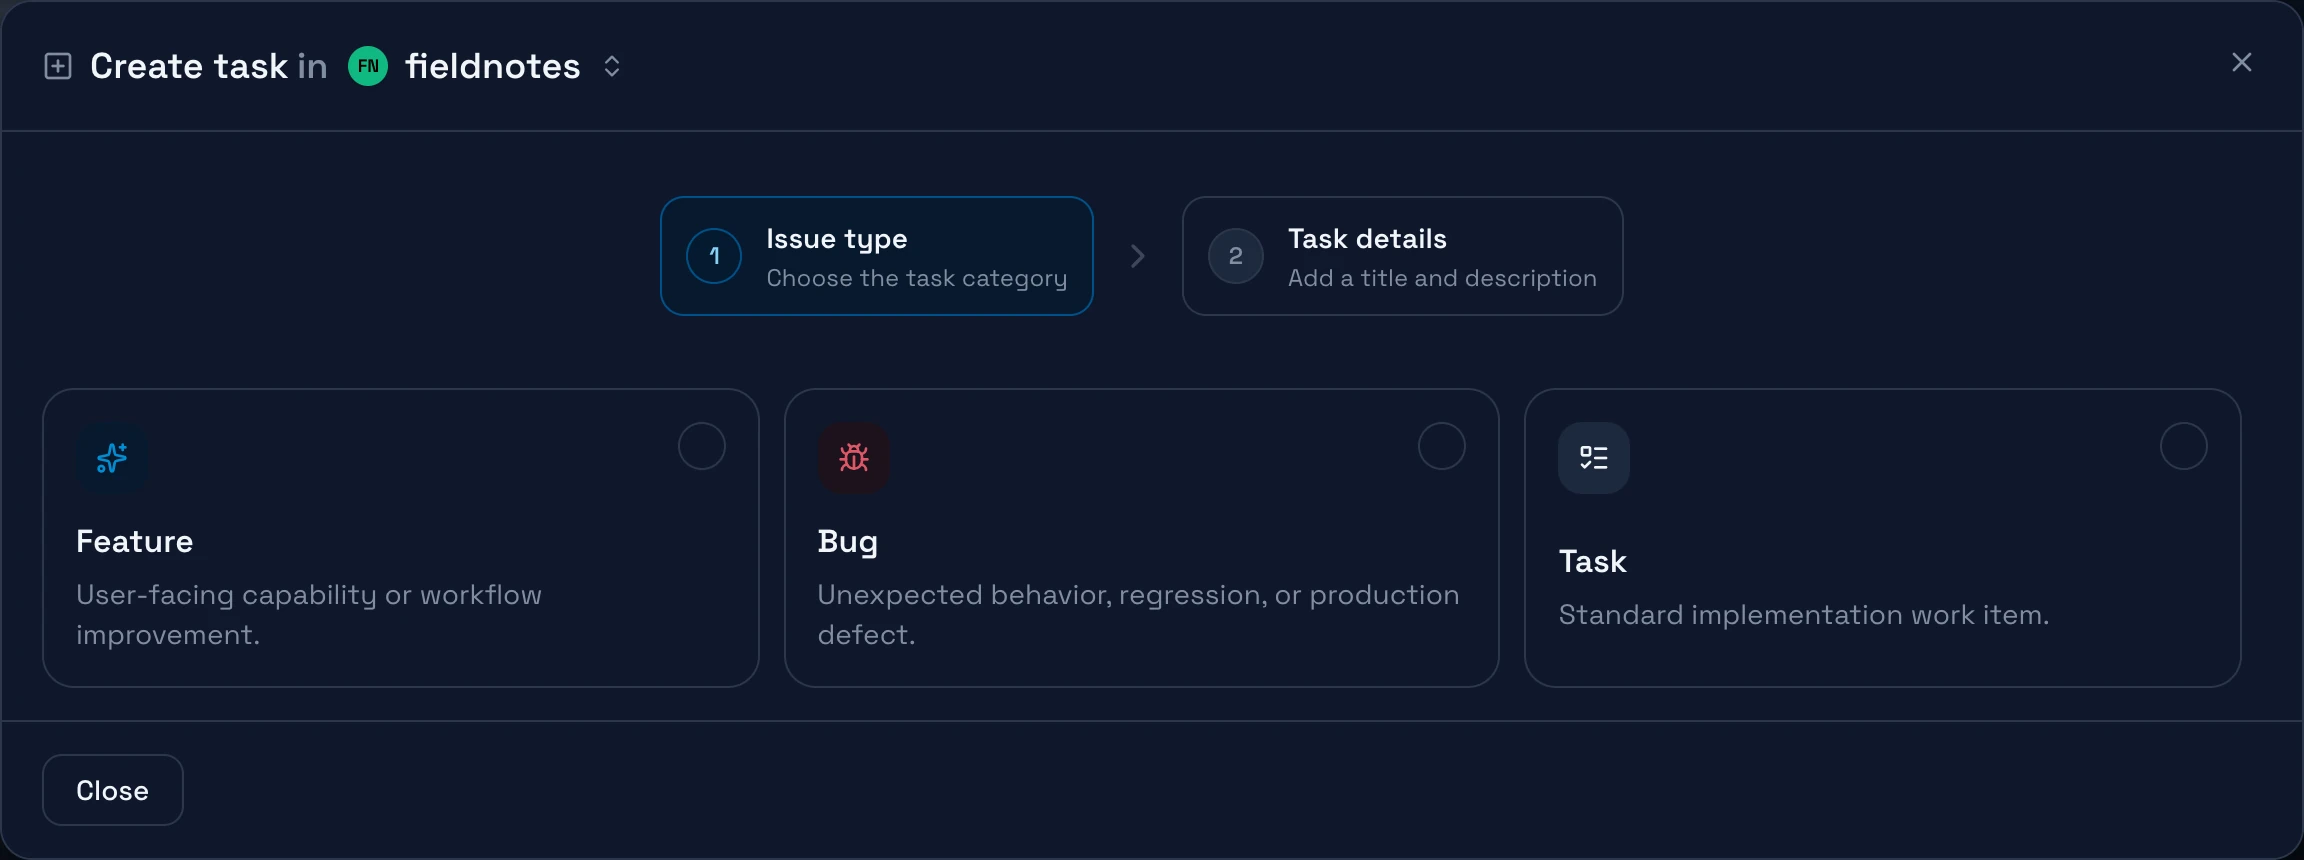 Create task in FN fieldnotes
1 Issue type
Choose the task category
2 Task details
Add a title and description
Feature
User-facing capability or workflow
improvement.
Bug
Unexpected behavior, regression, or production
defect.
Task
Standard implementation work item.
Close